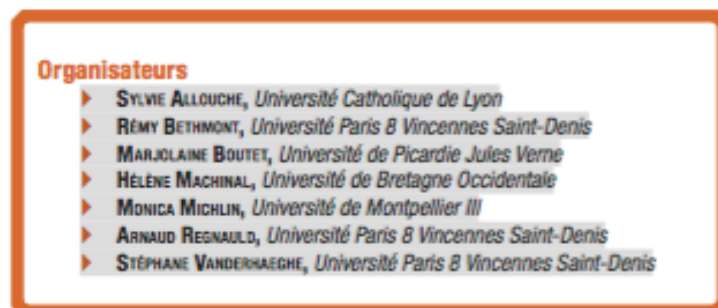 Organisateurs
Sylvie Allouche, Université Catholique de Lyon
Rémy Bethmont, Université Paris 8 Vincennes Saint-Denis
Marjolaine Boutet, Université de Picardie Jules Verne
Hélène Machinal, Université de Bretagne Occidentale
Monica Michlin, Université de Montpellier III
Arnaud Regnauld, Université Paris 8 Vincennes Saint-Denis
Stéphane Vanderhaeghe, Université Paris 8 Vincennes Saint-Denis